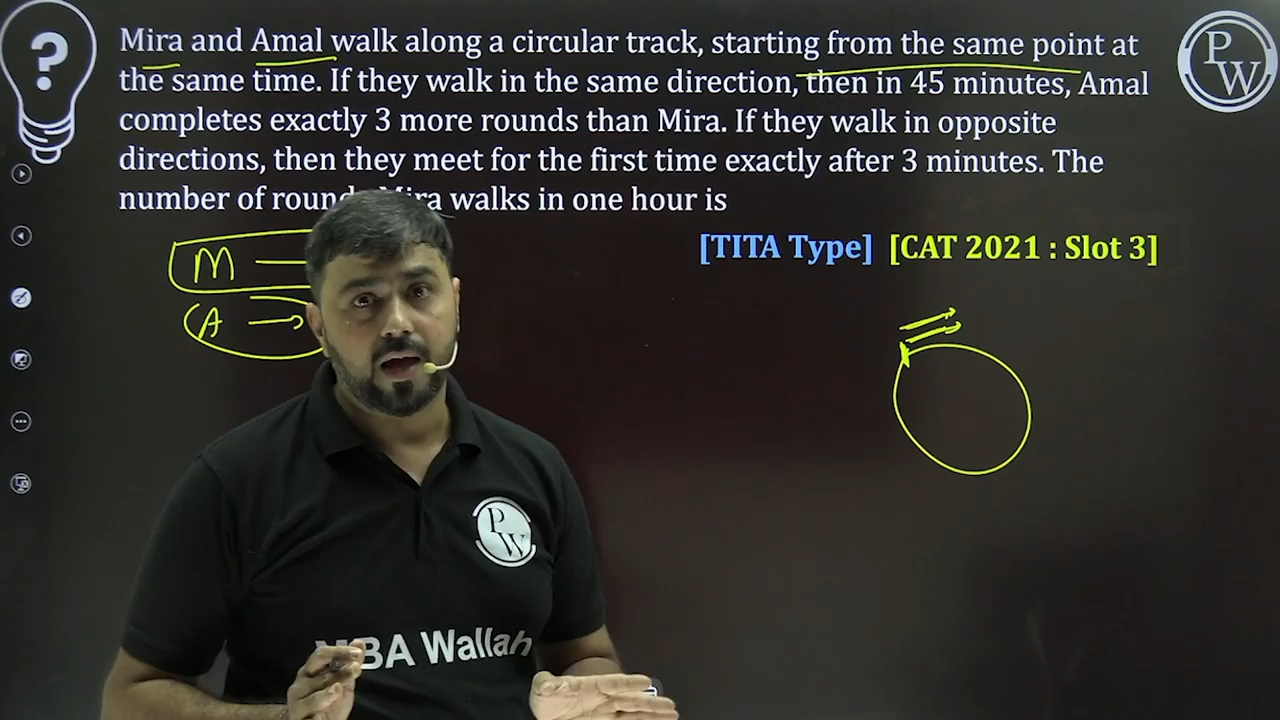 Mira and Amal walk along a circular track, starting from the same point at
the same time. If they walk in the same direction, then in 45 minutes, Amal
completes exactly 3 more rounds than Mira. If they walk in opposite
directions, then they meet for the first time exactly after 3 minutes. The
number of walks in one hour is
[TITA Type] [CAT 2021 : Slot 3]
M
A
PW
PW
MBA Wallah